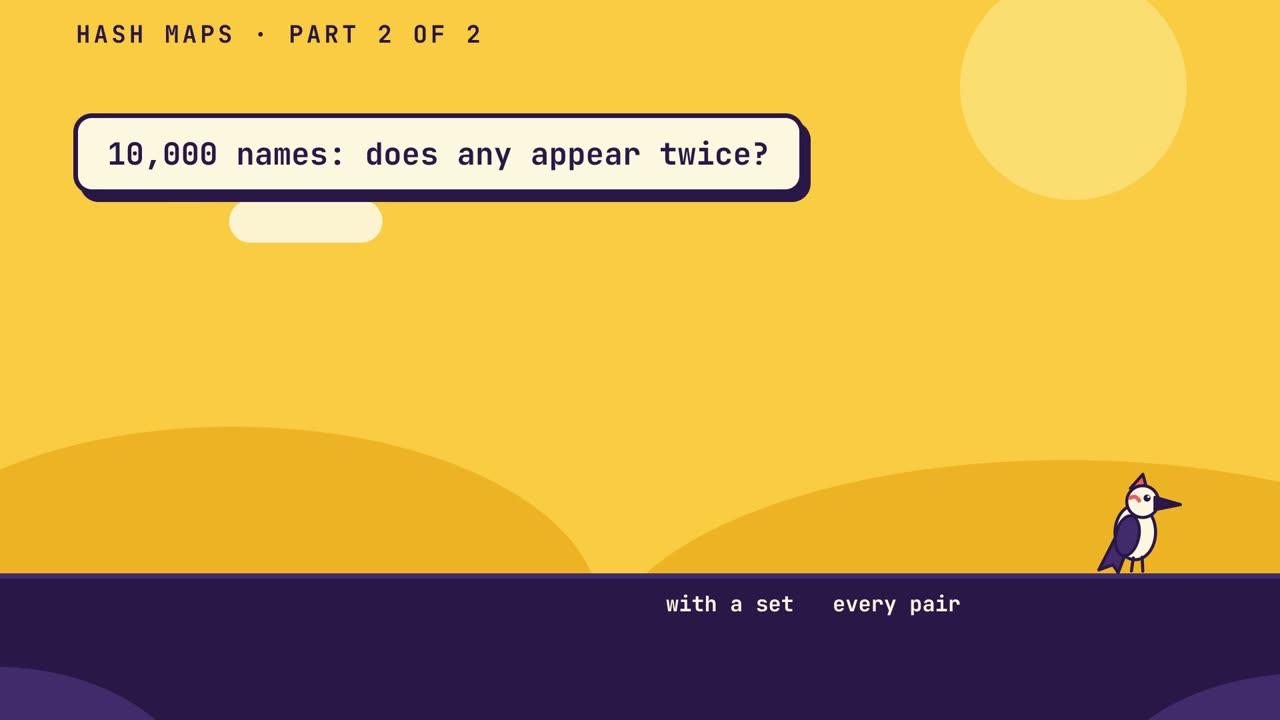 HASH MAPS · PART 2 OF 2
10,000 names: does any appear twice?
with a set every pair